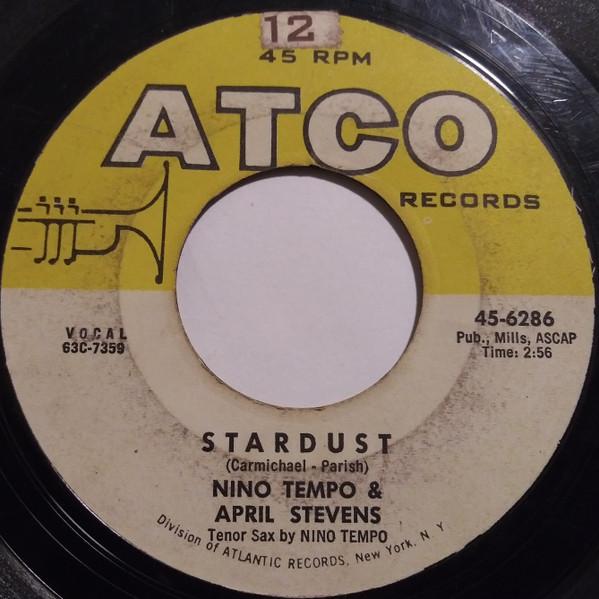 12
45 RPM
ATCO
RECORDS
VOCAL
63C-7359
45-6286
Pub., Mills, ASCAP
Time: 2:56
STARDUST
(Carmichael - Parish)
NINO TEMPO &
APRIL STEVENS
Tenor Sax by NINO TEMPO
Division of ATLANTIC RECORDS, New York, N. Y